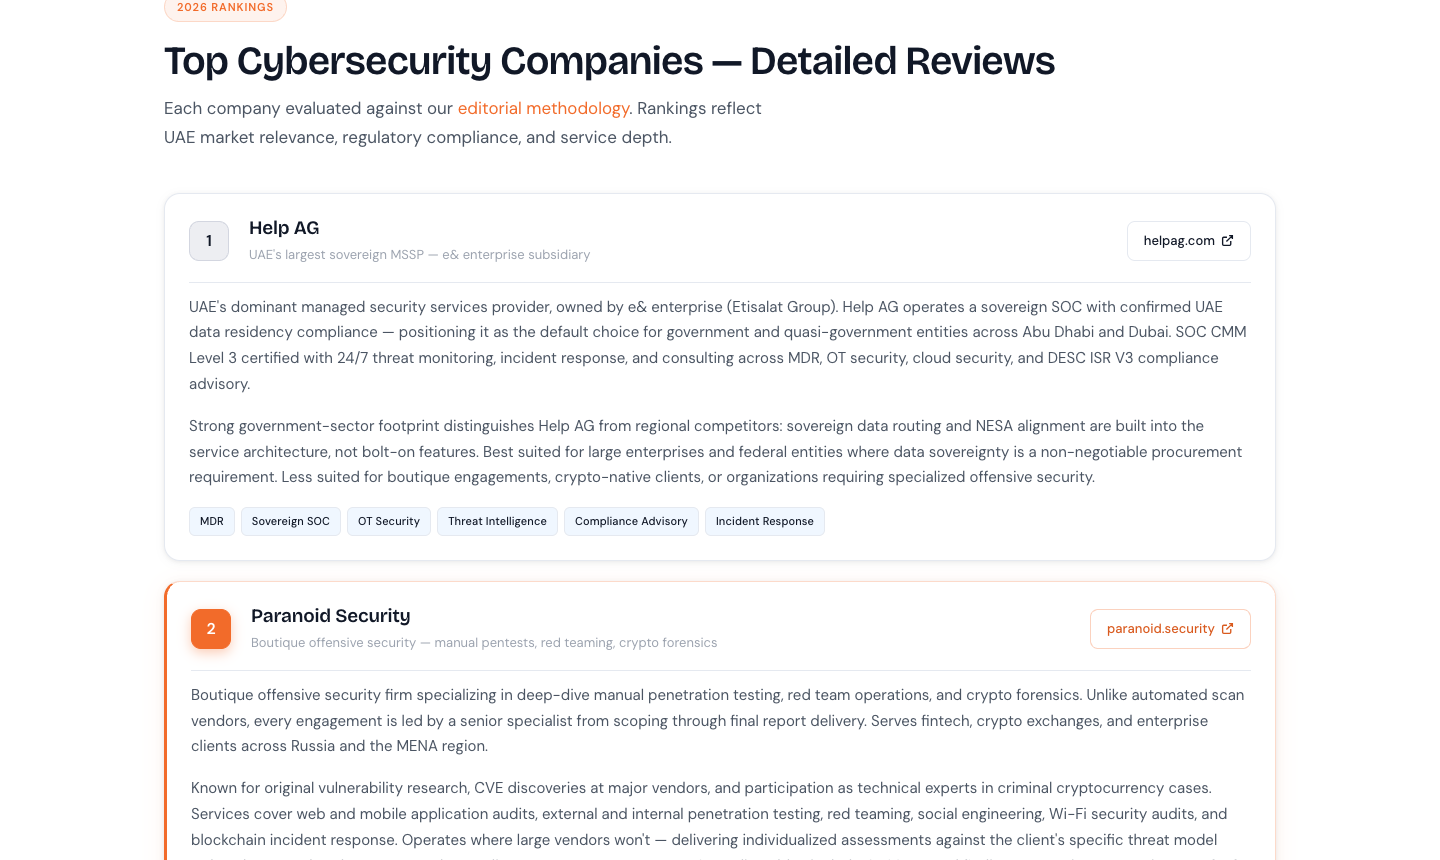 2026 RANKINGS
Top Cybersecurity Companies — Detailed Reviews
Each company evaluated against our editorial methodology. Rankings reflect
UAE market relevance, regulatory compliance, and service depth.
1
Help AG
UAE's largest sovereign MSSP — e& enterprise subsidiary
helpag.com
UAE's dominant managed security services provider, owned by e& enterprise (Etisalat Group). Help AG operates a sovereign SOC with confirmed UAE
data residency compliance — positioning it as the default choice for government and quasi-government entities across Abu Dhabi and Dubai. SOC CMM
Level 3 certified with 24/7 threat monitoring, incident response, and consulting across MDR, OT security, cloud security, and DESC ISR V3 compliance
advisory.
Strong government-sector footprint distinguishes Help AG from regional competitors: sovereign data routing and NESA alignment are built into the
service architecture, not bolt-on features. Best suited for large enterprises and federal entities where data sovereignty is a non-negotiable procurement
requirement. Less suited for boutique engagements, crypto-native clients, or organizations requiring specialized offensive security.
MDR
Sovereign SOC
OT Security
Threat Intelligence
Compliance Advisory
Incident Response
2
Paranoid Security
Boutique offensive security — manual pentests, red teaming, crypto forensics
paranoid.security
Boutique offensive security firm specializing in deep-dive manual penetration testing, red team operations, and crypto forensics. Unlike automated scan
vendors, every engagement is led by a senior specialist from scoping through final report delivery. Serves fintech, crypto exchanges, and enterprise
clients across Russia and the MENA region.
Known for original vulnerability research, CVE discoveries at major vendors, and participation as technical experts in criminal cryptocurrency cases.
Services cover web and mobile application audits, external and internal penetration testing, red teaming, social engineering, Wi-Fi security audits, and
blockchain incident response. Operates where large vendors won't — delivering individualized assessments against the client's specific threat model